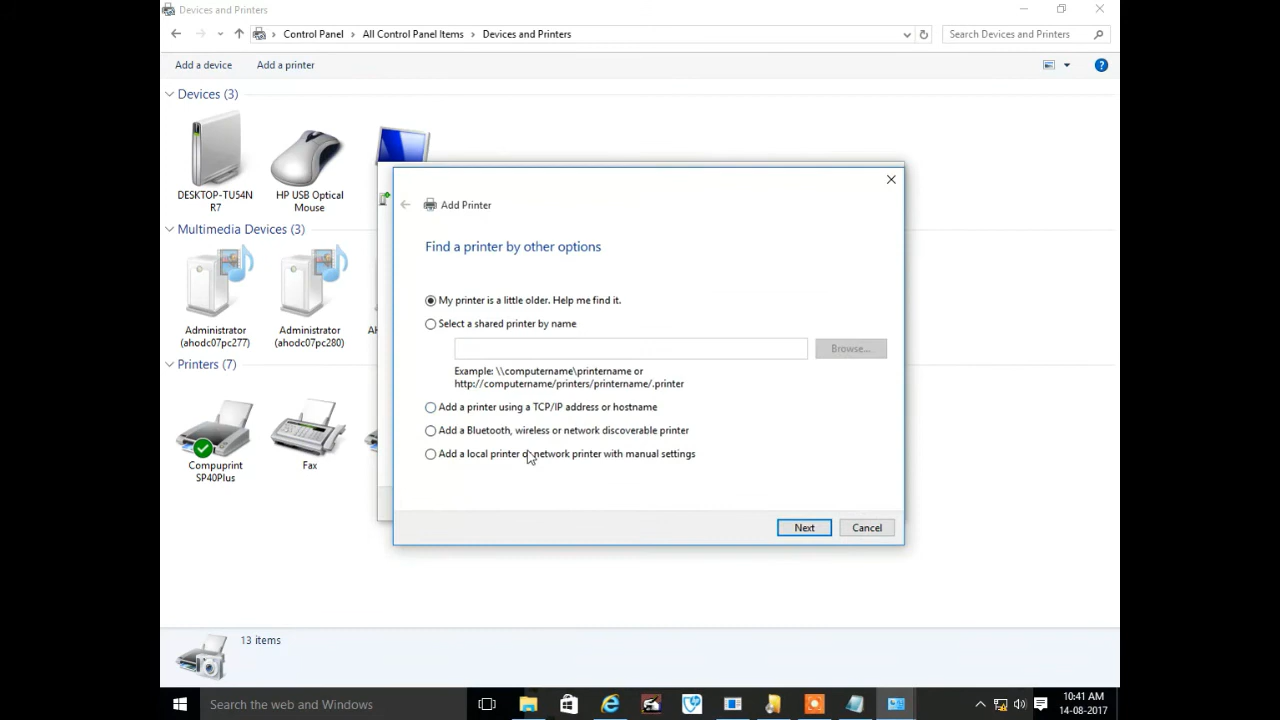 Devices and Printers
Control Panel > All Control Panel Items > Devices and Printers
Search Devices and Printers
Add a device Add a printer
Devices (3)
DESKTOP-TU54N
R7
HP USB Optical
Mouse
Multimedia Devices (3)
Administrator
(ahodc07pc277)
Administrator
(ahodc07pc280)
Printers (7)
Compuprint
SP40Plus
Fax
Add Printer
Find a printer by other options
My printer is a little older. Help me find it.
Select a shared printer by name
Browse...
Example: \\computername\printername or
http://computername/printers/printername/.printer
Add a printer using a TCP/IP address or hostname
Add a Bluetooth, wireless or network discoverable printer
Add a local printer or network printer with manual settings
Next Cancel
13 items
Search the web and Windows
10:41 AM
14-08-2017